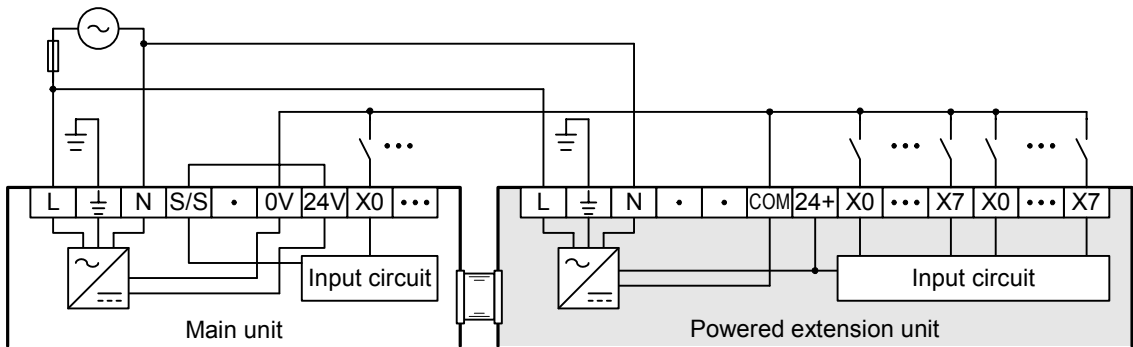 L N S/S • 0V 24V X0 •••
L N • • COM 24+ X0 ••• X7 X0 ••• X7
Input circuit
Input circuit
Main unit
Powered extension unit